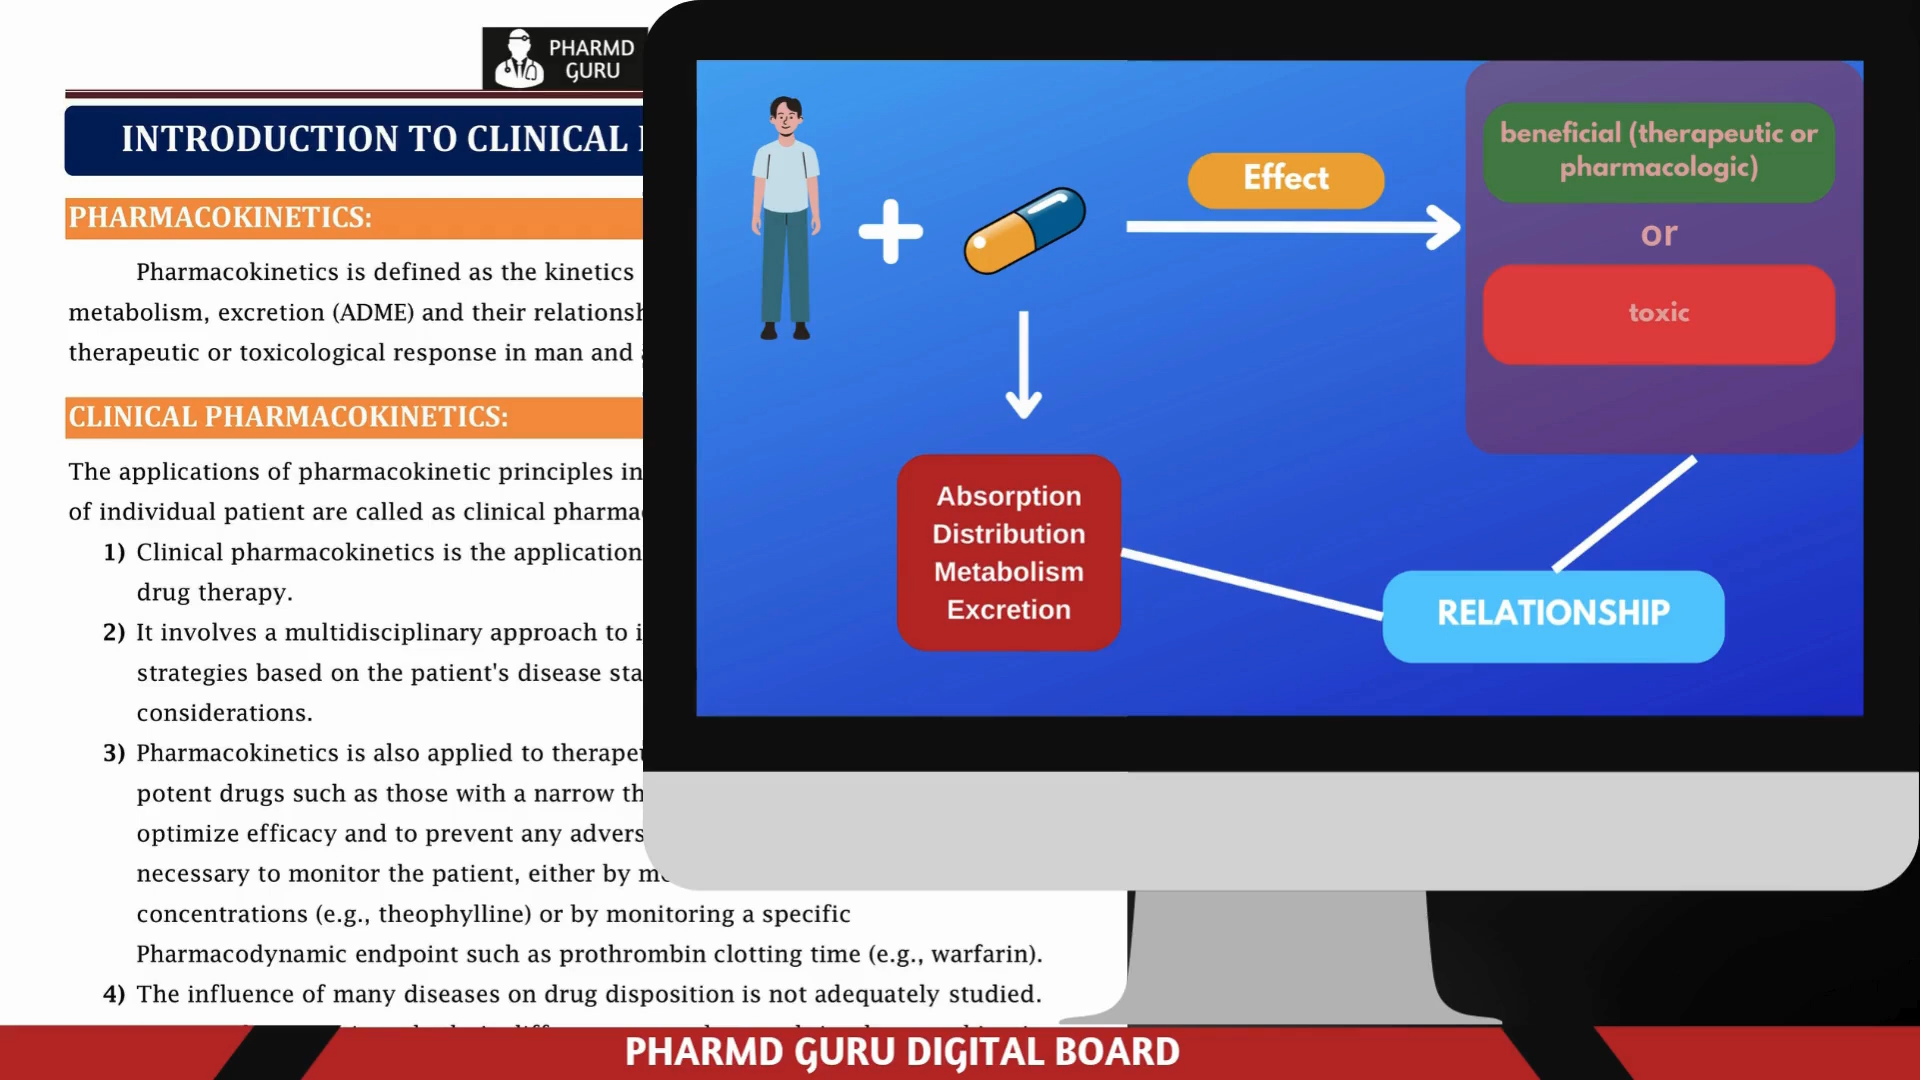 PHARMD
GURU
INTRODUCTION TO CLINICAL
PHARMACOKINETICS:
Pharmacokinetics is defined as the kinetics
metabolism, excretion (ADME) and their
therapeutic or toxicological response in man and
CLINICAL PHARMACOKINETICS:
The applications of pharmacokinetic principles in
of individual patient are called as clinical
1) Clinical pharmacokinetics is the application
drug therapy.
2) It involves a multidisciplinary approach to
strategies based on the patient's disease
considerations.
3) Pharmacokinetics is also applied to
potent drugs such as those with a narrow
optimize efficacy and to prevent any
necessary to monitor the patient, either by
concentrations (e.g., theophylline) or by monitoring a specific
Pharmacodynamic endpoint such as prothrombin clotting time (e.g., warfarin).
4) The influence of many diseases on drug disposition is not adequately studied.
Effect
beneficial (therapeutic or
pharmacologic)
or
toxic
Absorption
Distribution
Metabolism
Excretion
RELATIONSHIP
PHARMD GURU DIGITAL BOARD